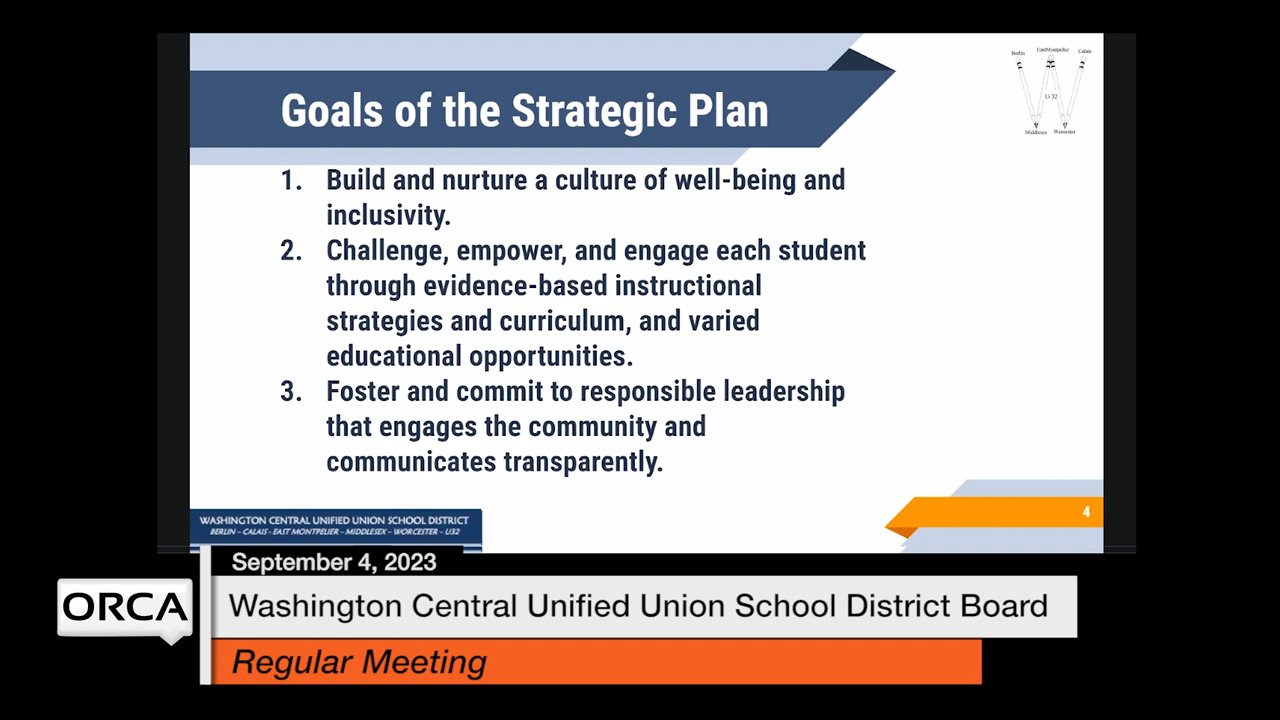 Goals of the Strategic Plan
Berlin
EastMontpelier
Calais
U-32
Middlesex
Worcester
1. Build and nurture a culture of well-being and
inclusivity.
2. Challenge, empower, and engage each student
through evidence-based instructional
strategies and curriculum, and varied
educational opportunities.
3. Foster and commit to responsible leadership
that engages the community and
communicates transparently.
4
WASHINGTON CENTRAL UNIFIED UNION SCHOOL DISTRICT
BERLIN – CALAIS - EAST MONTPELIER – MIDDLESEX – WORCESTER – U32
September 4, 2023
ORCA
Washington Central Unified Union School District Board
Regular Meeting